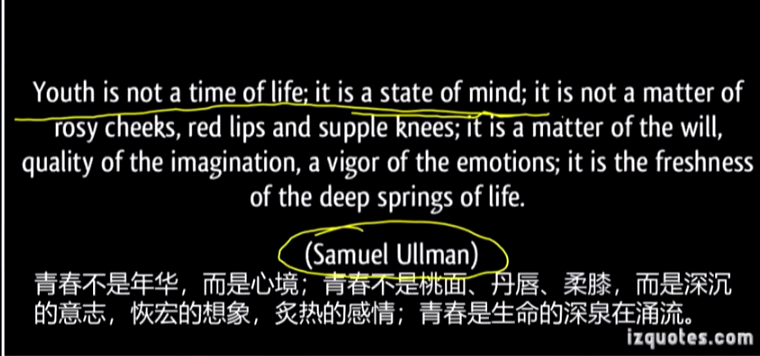 Youth is not a time of life; it is a state of mind; it is not a matter of
rosy cheeks, red lips and supple knees; it is a matter of the will,
quality of the imagination, a vigor of the emotions; it is the freshness
of the deep springs of life.
(Samuel Ullman)
青春不是年华，而是心境；青春不是桃面、丹唇、柔膝，而是深沉
的意志，恢宏的想象，炙热的感情；青春是生命的深泉在涌流。
izquotes.com